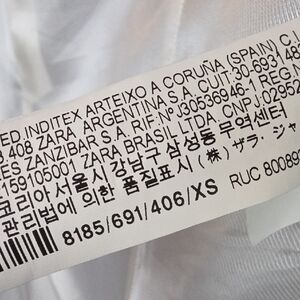 ED.INDITEX ARTEIXO A CORUÑA (SPAIN) C.I.
408 ZARA ARGENTINA S.A. CUIT:30-6931
ES ZANZIBAR S.A. RIF:Nº J30536946-1 REG N
159105001 ZARA BRASIL LTDA. CNPJ.02952
코리아서울시 강남구 삼성동 무역센터
관리법에 의한 품질표시 (株) ザラ・ジャ
8185/691/406/XS RUC 800892